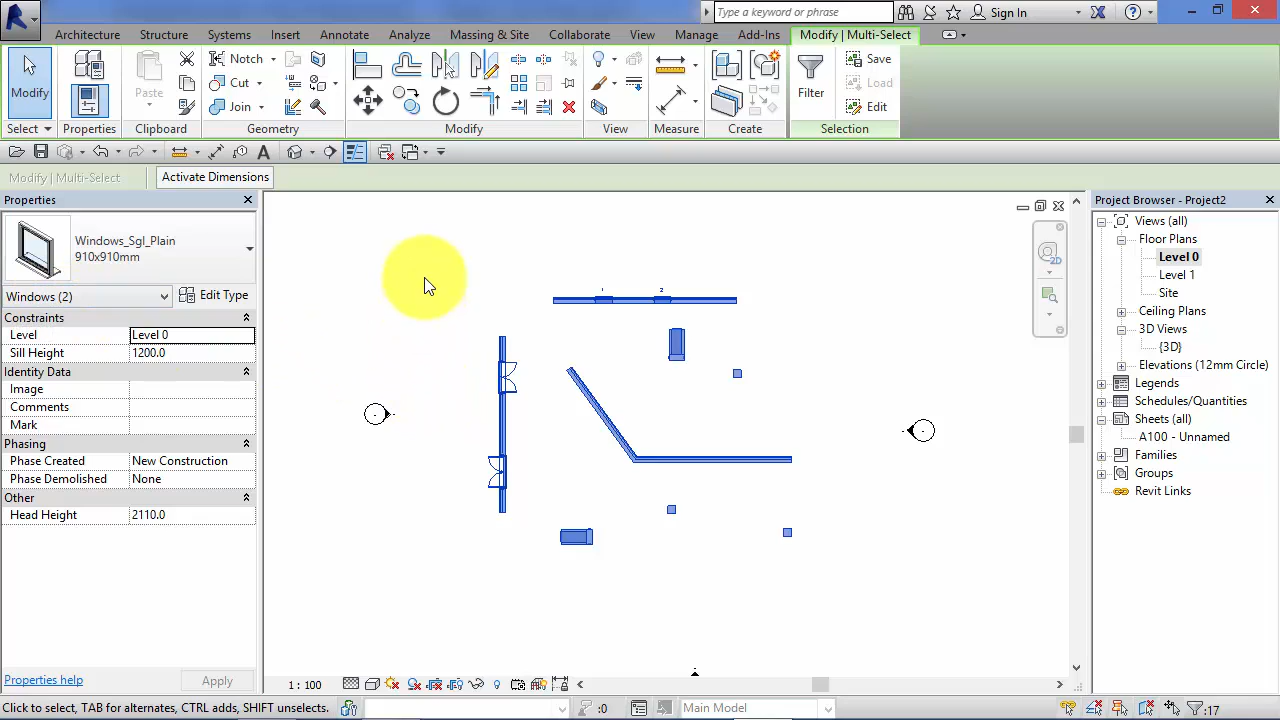 Type a keyword or phrase
Sign In
Architecture Structure Systems Insert Annotate Analyze Massing & Site Collaborate View Manage Add-Ins Modify | Multi-Select
Modify
Paste
Notch
Cut
Join
Filter
Save
Load
Edit
Select Properties Clipboard Geometry Modify View Measure Create Selection
Modify | Multi-Select Activate Dimensions
Properties
Windows_Sgl_Plain
910x910mm
Windows (2) Edit Type
Constraints
Level Level 0
Sill Height 1200.0
Identity Data
Image
Comments
Mark
Phasing
Phase Created New Construction
Phase Demolished None
Other
Head Height 2110.0
Properties help Apply
1 2
2D
Project Browser - Project2
Views (all)
Floor Plans
Level 0
Level 1
Site
Ceiling Plans
3D Views
{3D}
Elevations (12mm Circle)
Legends
Schedules/Quantities
Sheets (all)
A100 - Unnamed
Families
Groups
Revit Links
1 : 100
Click to select, TAB for alternates, CTRL adds, SHIFT unselects. :0 Main Model :17